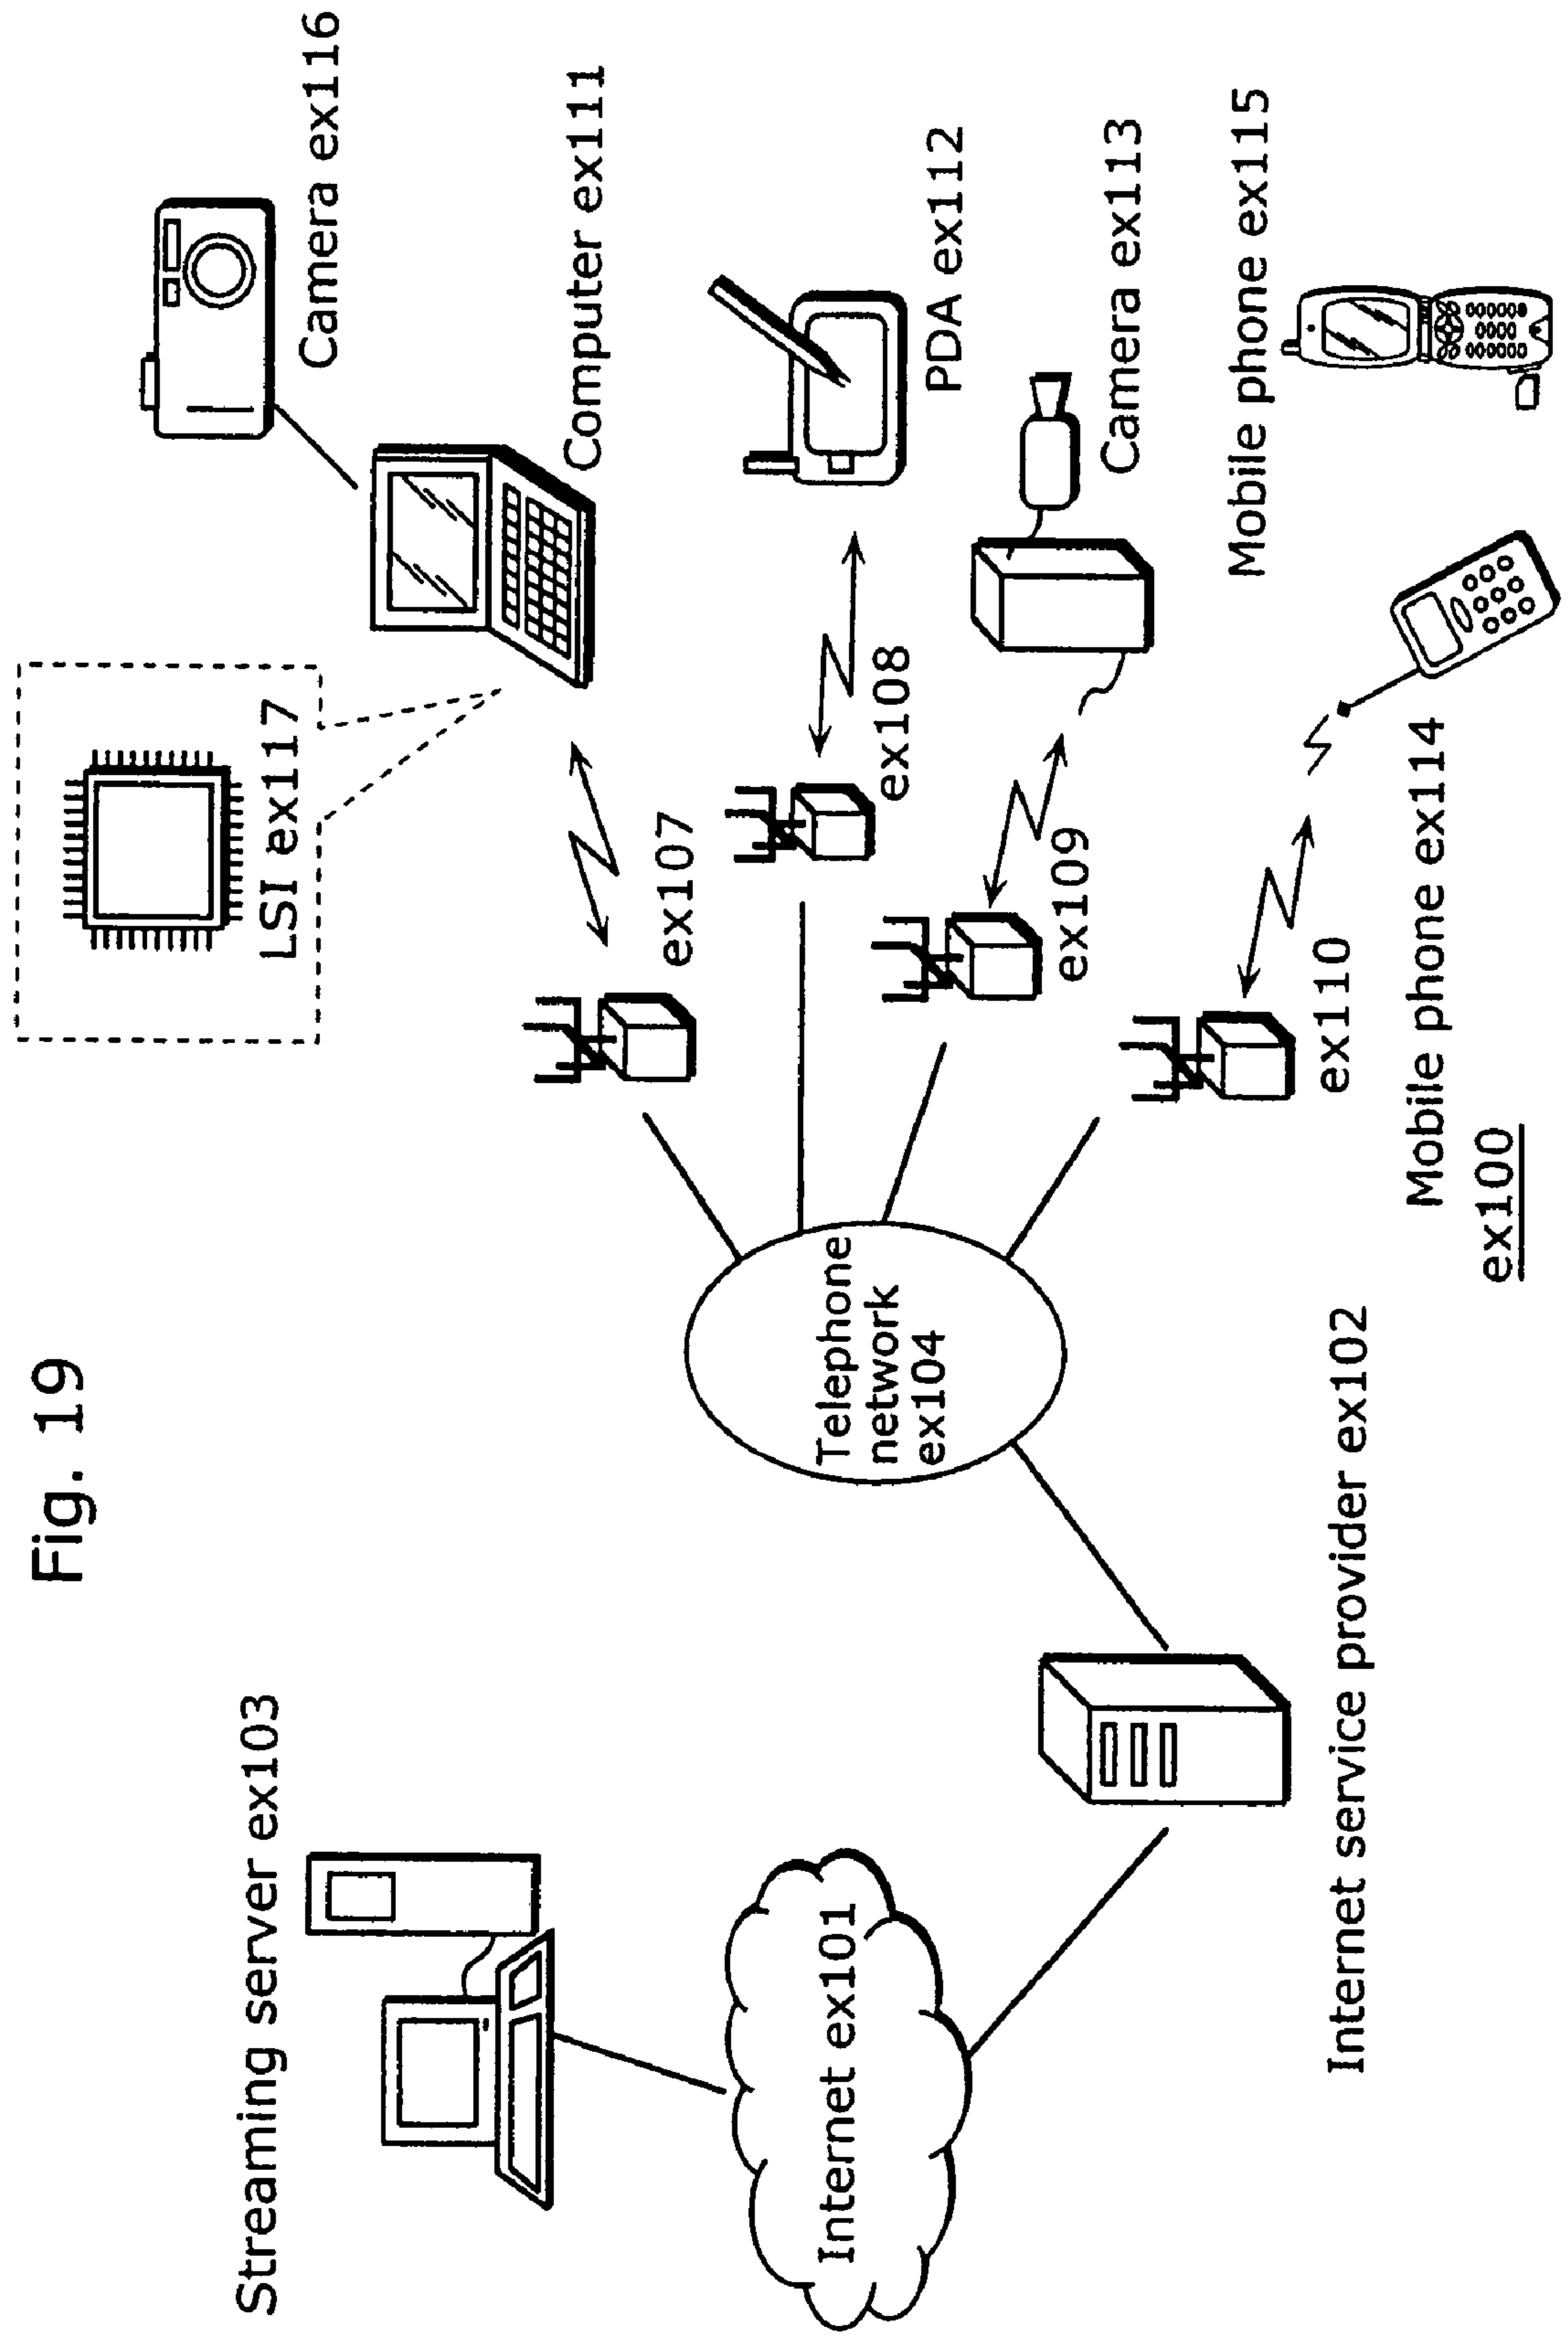 Fig. 19
Streaming server ex103
Internet ex101
Internet service provider ex102
Telephone
network
ex104
LSI ex117
Camera ex116
Computer ex111
ex107
PDA ex112
ex108
Camera ex113
ex109
Mobile phone ex115
ex110
Mobile phone ex114
ex100